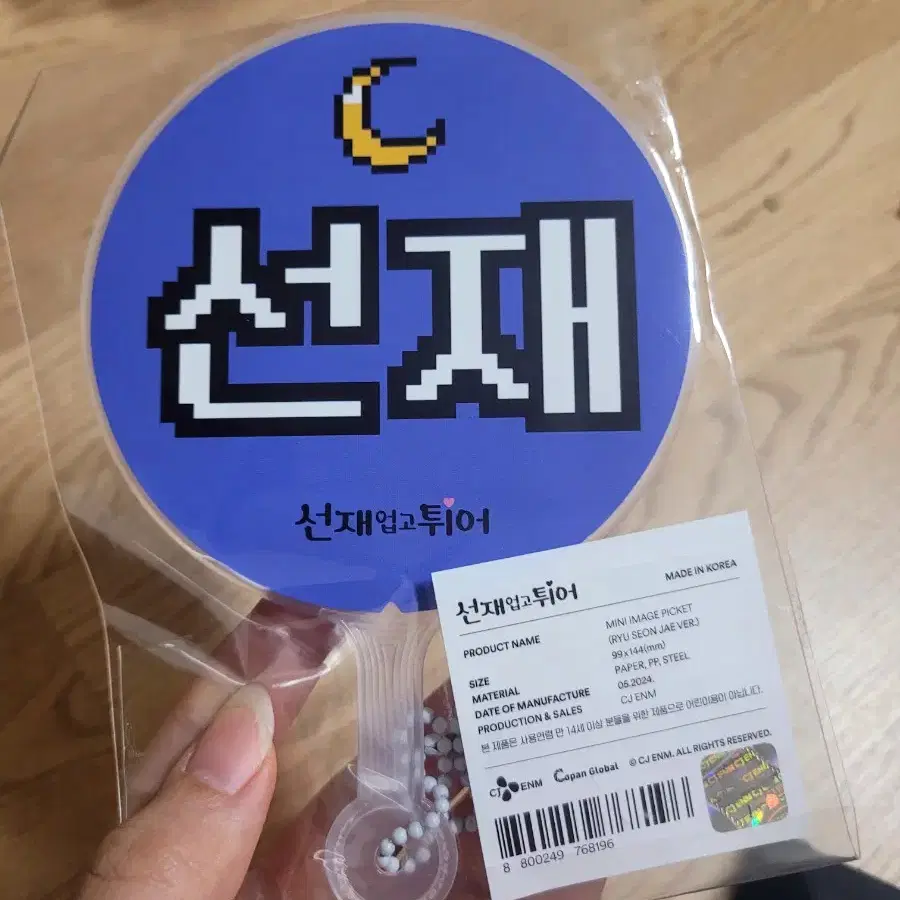 선재
선재업고튀어
선재업고튀어
MADE IN KOREA
PRODUCT NAME MINI IMAGE PICKET
(RYU SEON JAE VER.)
SIZE 99x144(mm)
MATERIAL PAPER, PP, STEEL
DATE OF MANUFACTURE 05.2024.
PRODUCTION & SALES CJ ENM
본 제품은 사용연령 만 14세 이상 분들을 위한 제품으로 어린이용이 아닙니다.
CJ ENM Copan Global © CJ ENM. ALL RIGHTS RESERVED.
8 800249 768196